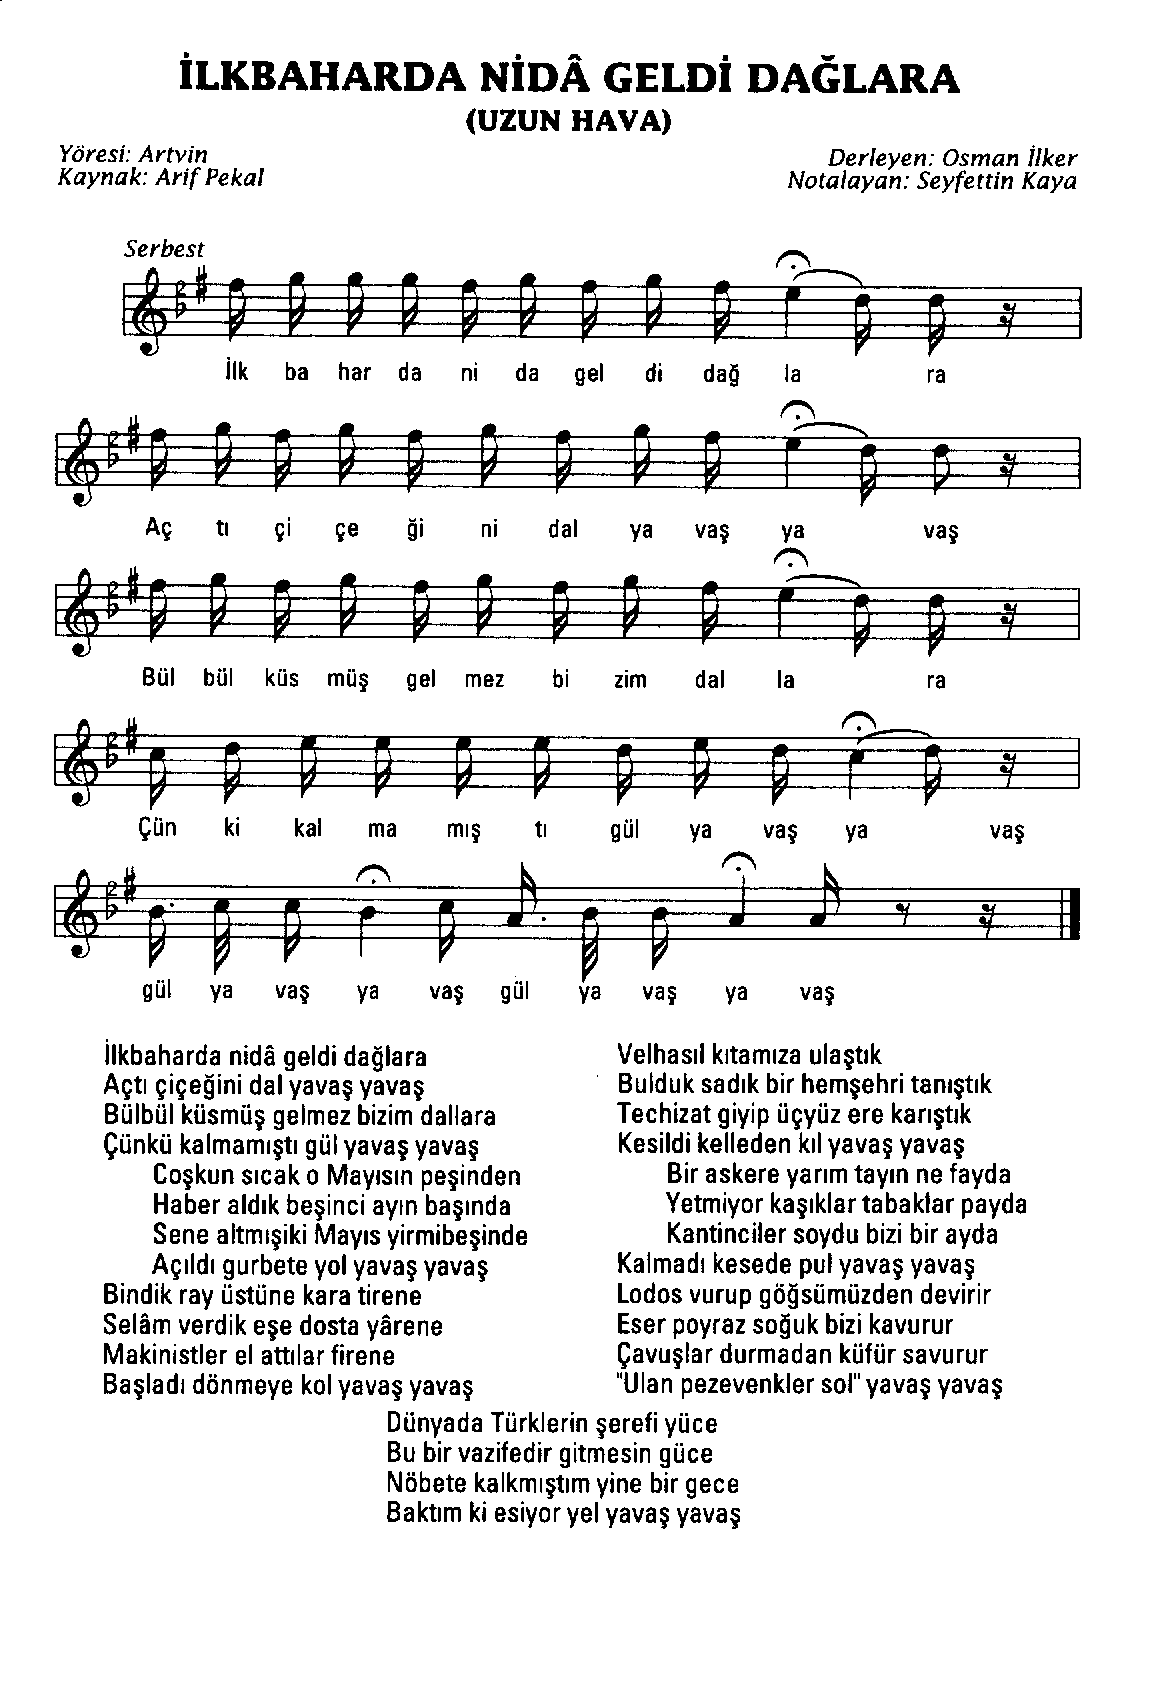 İLKBAHARDA NİDÂ GELDİ DAĞLARA
(UZUN HAVA)
Yöresi: Artvin
Kaynak: Arif Pekal
Derleyen: Osman İlker
Notalayan: Seyfettin Kaya
Serbest
İlk ba har da ni da gel di dağ la ra
Aç tı çi çe ği ni dal ya vaş ya vaş
Bül bül küs müş gel mez bi zim dal la ra
Çün ki kal ma mış tı gül ya vaş ya vaş
gül ya vaş ya vaş gül ya vaş ya vaş
İlkbaharda nidâ geldi dağlara
Açtı çiçeğini dal yavaş yavaş
Bülbül küsmüş gelmez bizim dallara
Çünkü kalmamıştı gül yavaş yavaş
Coşkun sıcak o Mayısın peşinden
Haber aldık beşinci ayın başında
Sene altmışiki Mayıs yirmibeşinde
Açıldı gurbete yol yavaş yavaş
Bindik ray üstüne kara tirene
Selâm verdik eşe dosta yârene
Makinistler el attılar firene
Başladı dönmeye kol yavaş yavaş
Velhasıl kıtamıza ulaştık
Bulduk sadık bir hemşehri tanıştık
Techizat giyip üçyüz ere karıştık
Kesildi kelleden kıl yavaş yavaş
Bir askere yarım tayın ne fayda
Yetmiyor kaşıklar tabaklar payda
Kantinciler soydu bizi bir ayda
Kalmadı kesede pul yavaş yavaş
Lodos vurup göğsümüzden devirir
Eser poyraz soğuk bizi kavurur
Çavuşlar durmadan küfür savurur
"Ulan pezevenkler sol" yavaş yavaş
Dünyada Türklerin şerefi yüce
Bu bir vazifedir gitmesin güce
Nöbete kalkmıştım yine bir gece
Baktım ki esiyor yel yavaş yavaş